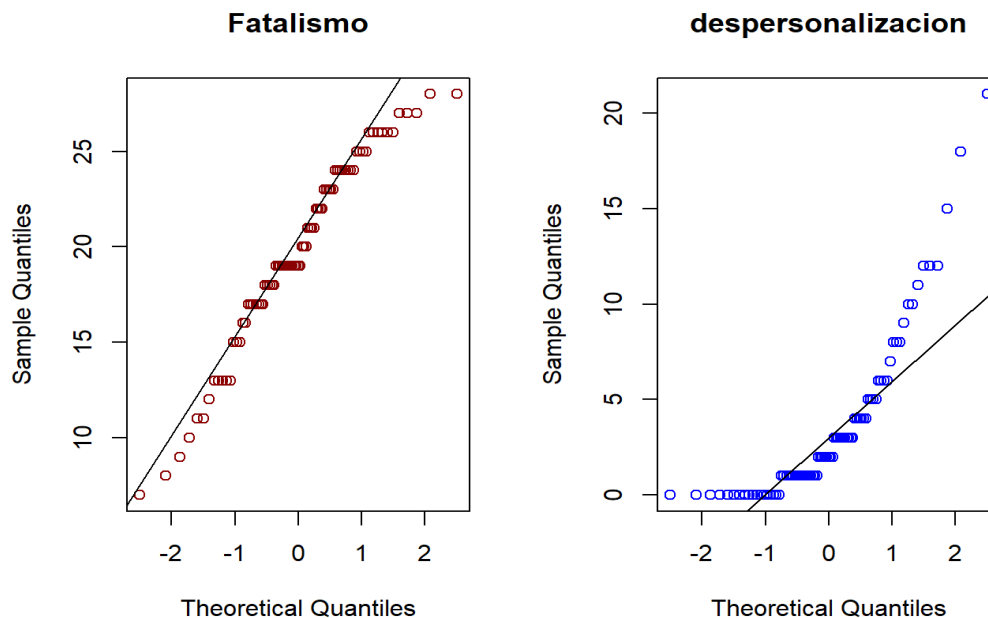 Fatalismo
Sample Quantiles
25
20
15
10
-2 -1 0 1 2
Theoretical Quantiles
despersonalizacion
Sample Quantiles
20
15
10
5
0
-2 -1 0 1 2
Theoretical Quantiles